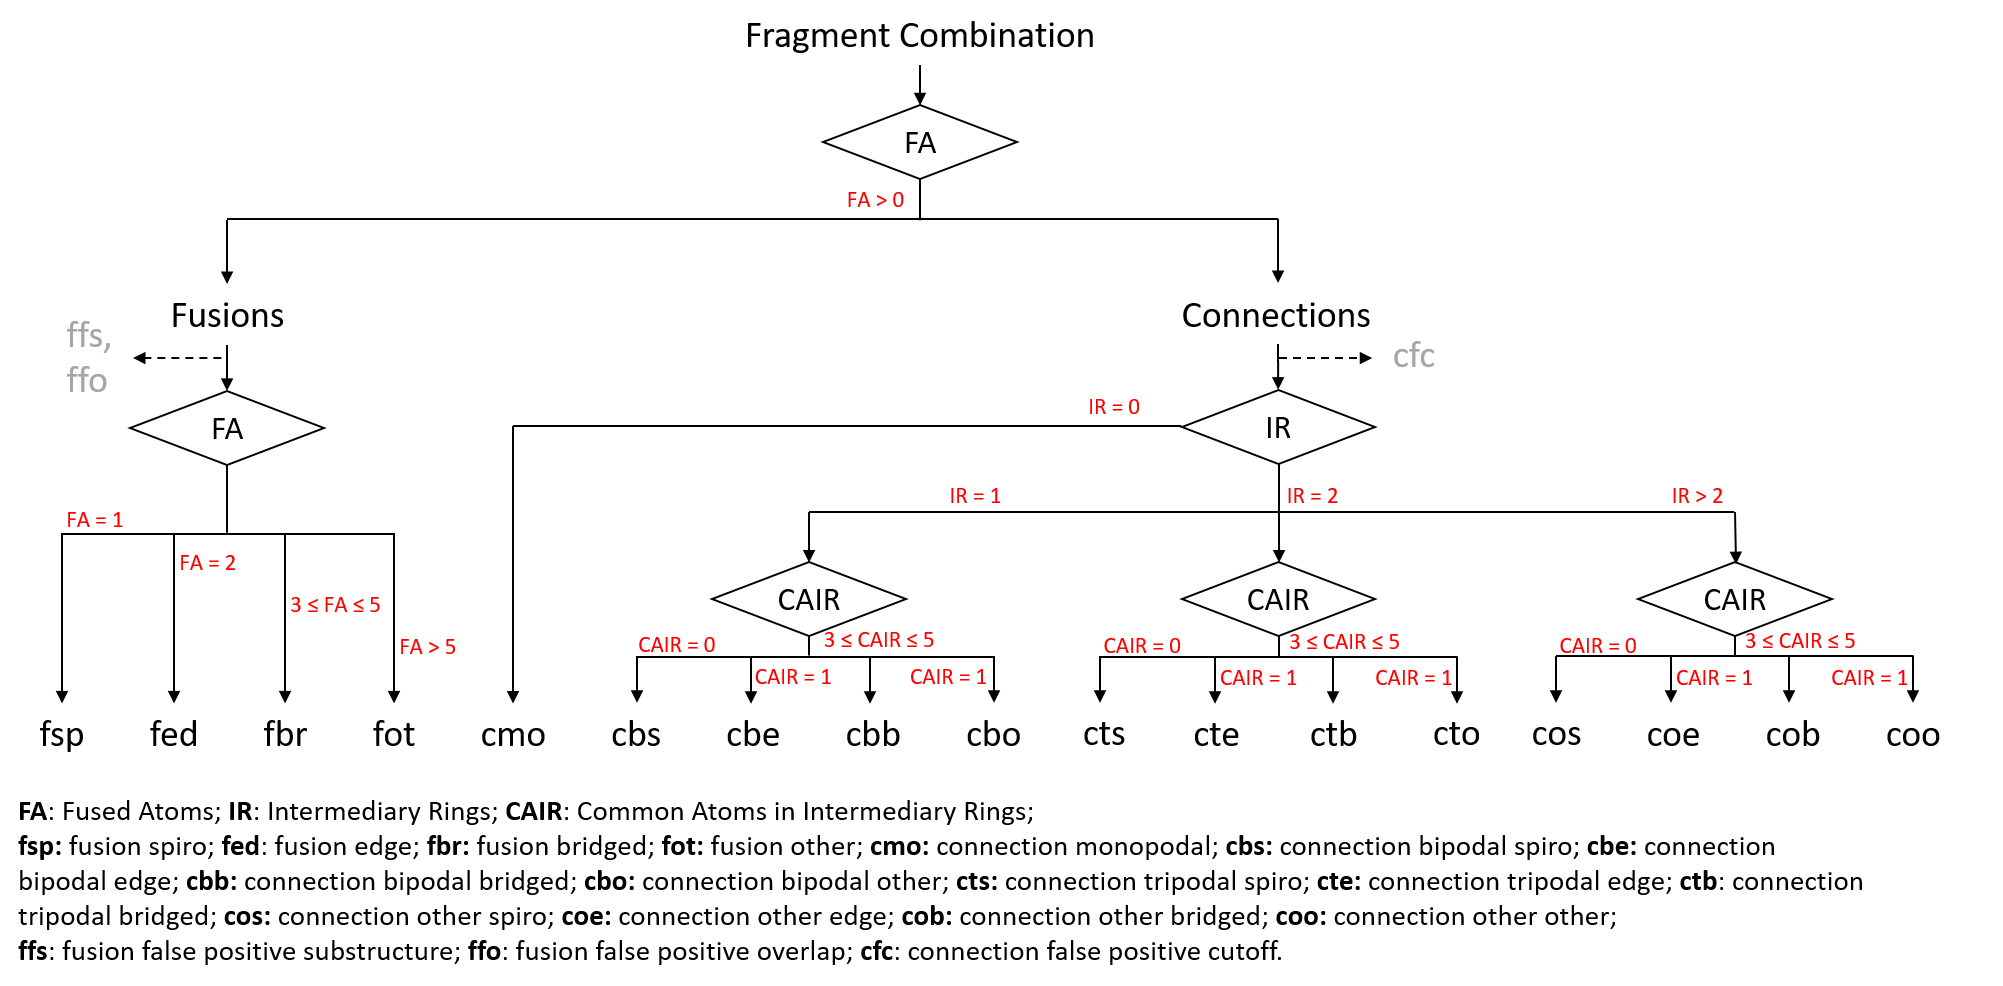 Fragment Combination
FA
FA > 0
Fusions
Connections
ffs,
ffo
cfc
FA
IR = 0
IR
IR = 1
IR = 2
IR > 2
FA = 1
FA = 2
3 ≤ FA ≤ 5
FA > 5
CAIR
CAIR
CAIR
CAIR = 0
3 ≤ CAIR ≤ 5
CAIR = 1
CAIR = 1
CAIR = 0
3 ≤ CAIR ≤ 5
CAIR = 1
CAIR = 1
CAIR = 0
3 ≤ CAIR ≤ 5
CAIR = 1
CAIR = 1
fsp fed fbr fot cmo cbs cbe cbb cbo cts cte ctb cto cos coe cob coo
FA: Fused Atoms; IR: Intermediary Rings; CAIR: Common Atoms in Intermediary Rings;
fsp: fusion spiro; fed: fusion edge; fbr: fusion bridged; fot: fusion other; cmo: connection monopodal; cbs: connection bipodal spiro; cbe: connection
bipodal edge; cbb: connection bipodal bridged; cbo: connection bipodal other; cts: connection tripodal spiro; cte: connection tripodal edge; ctb: connection
tripodal bridged; cos: connection other spiro; coe: connection other edge; cob: connection other bridged; coo: connection other other;
ffs: fusion false positive substructure; ffo: fusion false positive overlap; cfc: connection false positive cutoff.